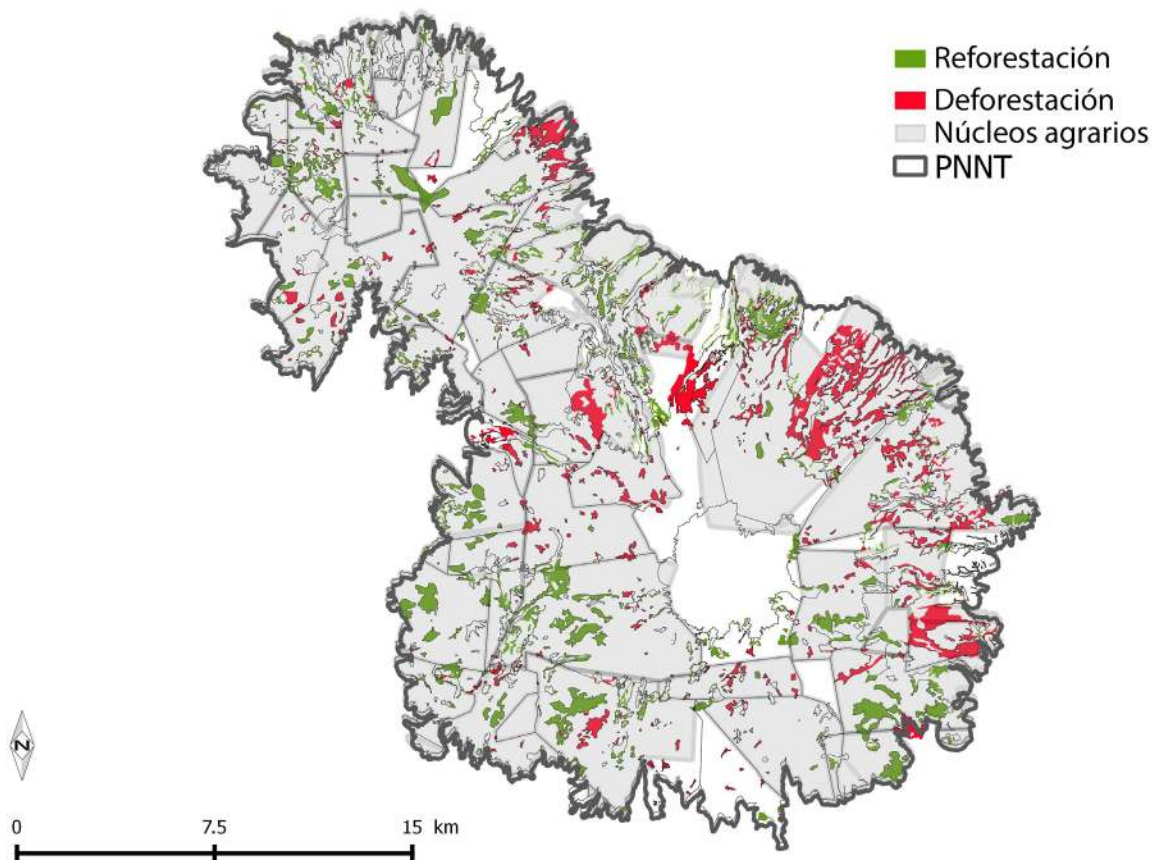 Reforestación
Deforestación
Núcleos agrarios
PNNT
N
0 7.5 15 km